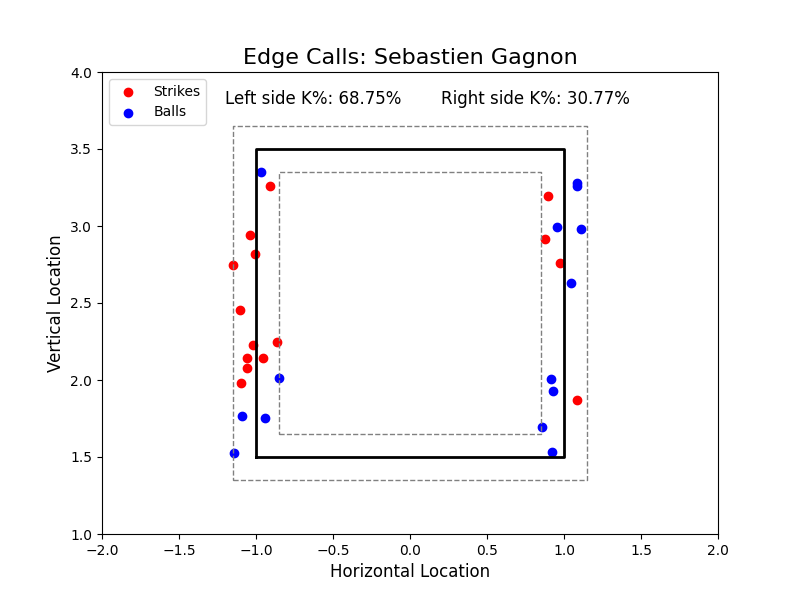 Edge Calls: Sebastien Gagnon
Strikes
Balls
Left side K%: 68.75%
Right side K%: 30.77%
4.0
3.5
3.0
2.5
2.0
1.5
1.0
Vertical Location
−2.0
−1.5
−1.0
−0.5
0.0
0.5
1.0
1.5
2.0
Horizontal Location